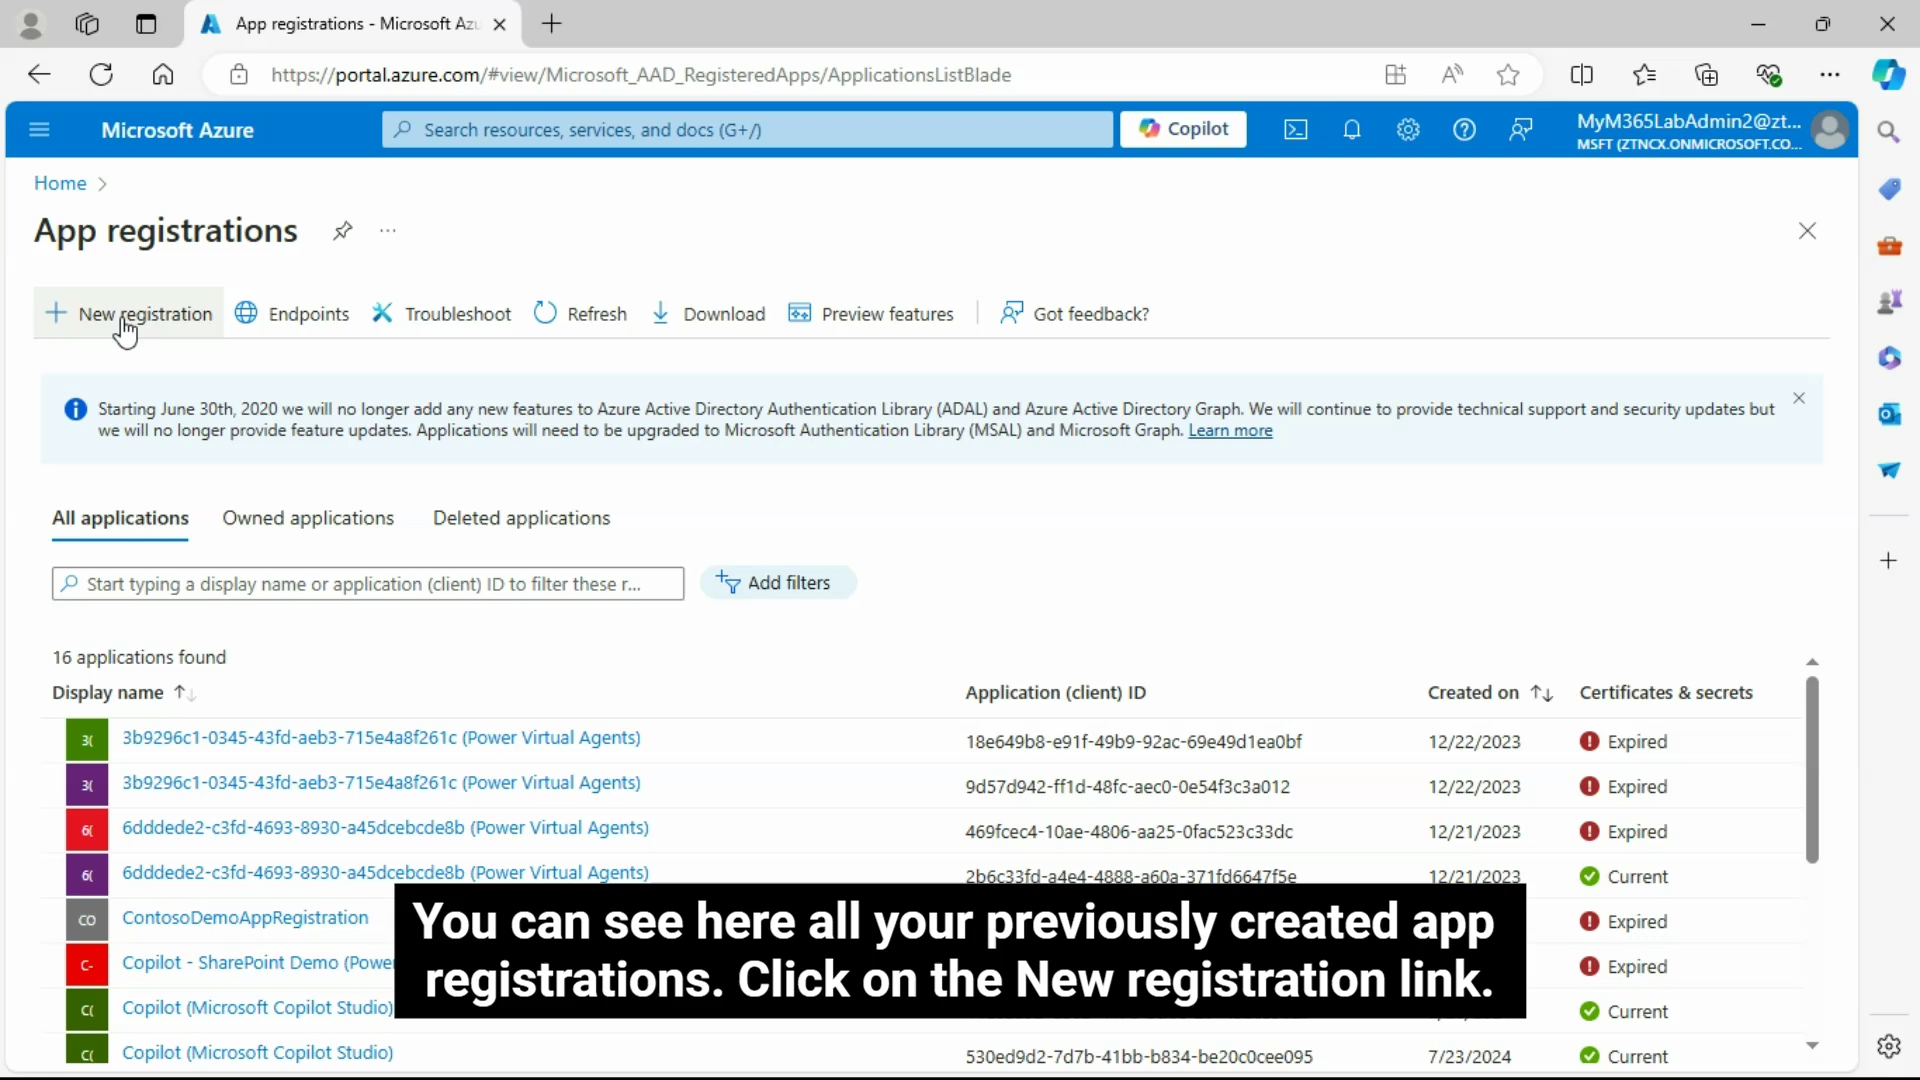 App registrations - Microsoft Azu
https://portal.azure.com/#view/Microsoft_AAD_RegisteredApps/ApplicationsListBlade
Microsoft Azure
Search resources, services, and docs (G+/)
Copilot
MyM365LabAdmin2@zt...
MSFT (ZTNCX.ONMICROSOFT.CO...
Home
App registrations
New registration
Endpoints
Troubleshoot
Refresh
Download
Preview features
Got feedback?
Starting June 30th, 2020 we will no longer add any new features to Azure Active Directory Authentication Library (ADAL) and Azure Active Directory Graph. We will continue to provide technical support and security updates but
we will no longer provide feature updates. Applications will need to be upgraded to Microsoft Authentication Library (MSAL) and Microsoft Graph. Learn more
All applications
Owned applications
Deleted applications
Start typing a display name or application (client) ID to filter these r...
Add filters
16 applications found
Display name
Application (client) ID
Created on
Certificates & secrets
3( 3b9296c1-0345-43fd-aeb3-715e4a8f261c (Power Virtual Agents) 18e649b8-e91f-49b9-92ac-69e49d1ea0bf 12/22/2023 Expired
3( 3b9296c1-0345-43fd-aeb3-715e4a8f261c (Power Virtual Agents) 9d57d942-ff1d-48fc-aec0-0e54f3c3a012 12/22/2023 Expired
6( 6dddede2-c3fd-4693-8930-a45dcebcde8b (Power Virtual Agents) 469fcec4-10ae-4806-aa25-0fac523c33dc 12/21/2023 Expired
6( 6dddede2-c3fd-4693-8930-a45dcebcde8b (Power Virtual Agents) 2b6c33fd-a4e4-4888-a60a-371fd6647f5e 12/21/2023 Current
CO ContosoDemoAppRegistration Expired
C- Copilot - SharePoint Demo (Power Expired
C( Copilot (Microsoft Copilot Studio) Current
C( Copilot (Microsoft Copilot Studio) 530ed9d2-7d7b-41bb-b834-be20c0cee095 7/23/2024 Current
You can see here all your previously created app
registrations. Click on the New registration link.